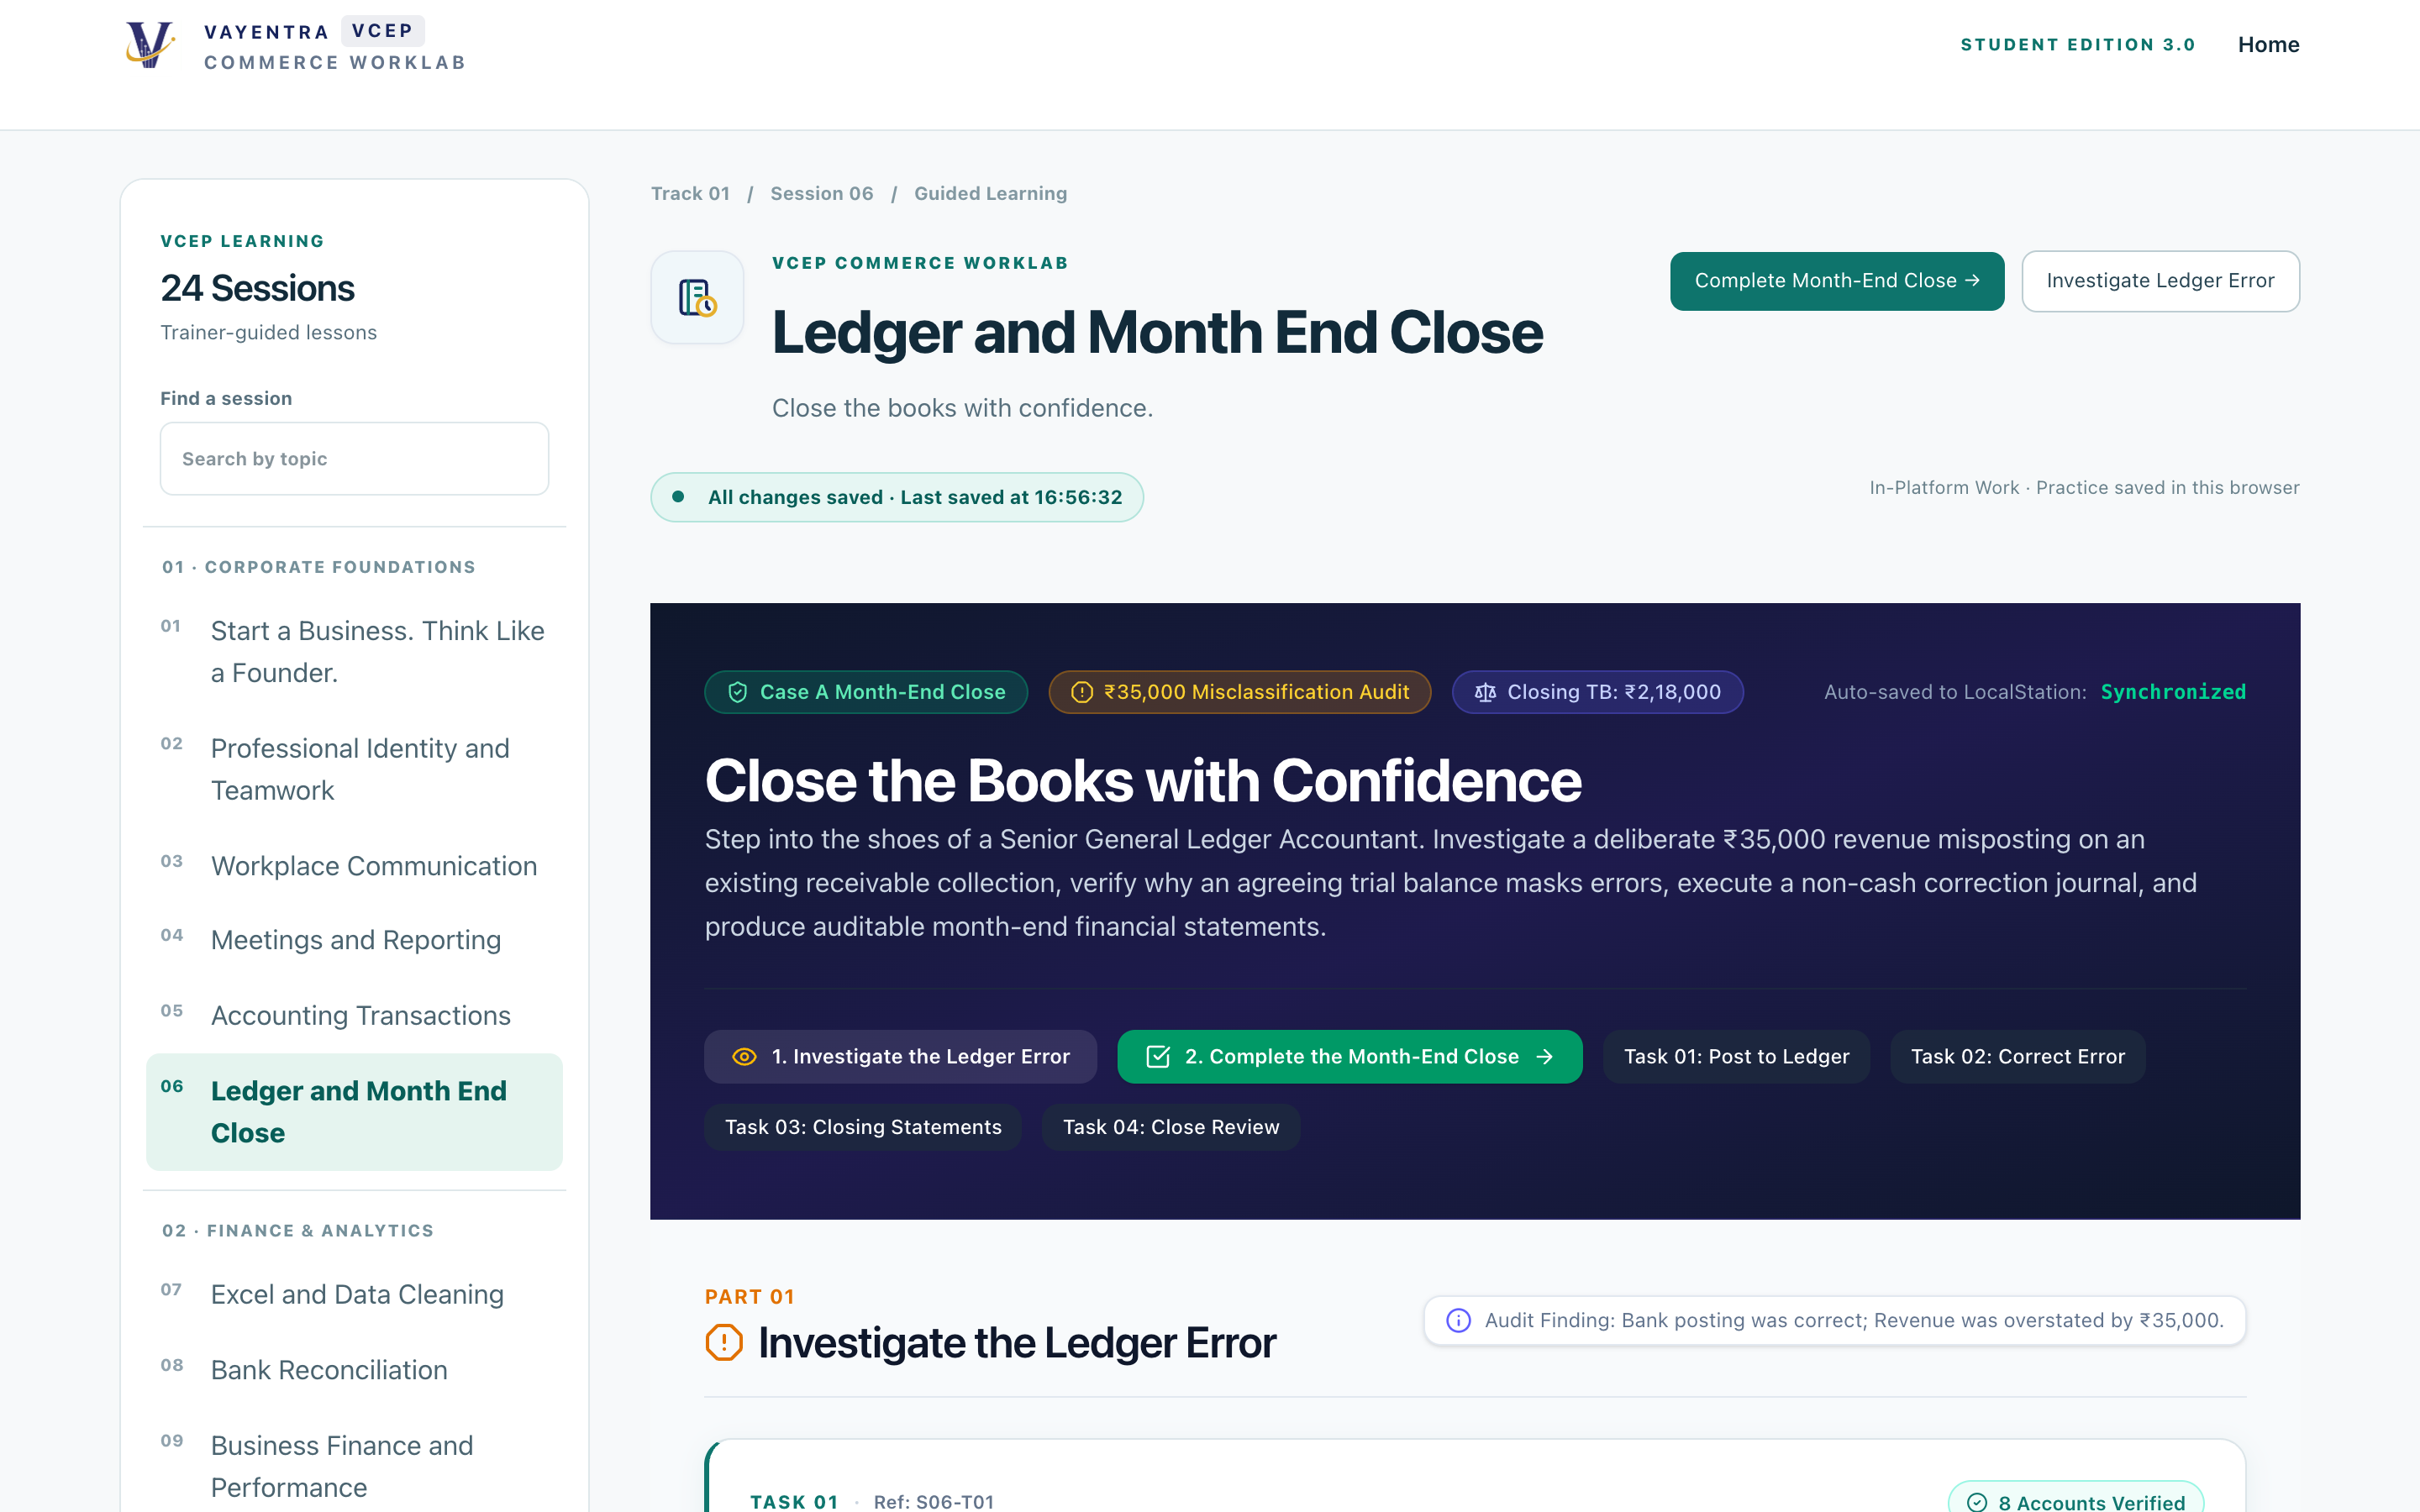 VAYENTRA VCEP
COMMERCE WORKLAB
STUDENT EDITION 3.0
Home
VCEP LEARNING
24 Sessions
Trainer-guided lessons
Find a session
Search by topic
01 · CORPORATE FOUNDATIONS
01 Start a Business. Think Like
a Founder.
02 Professional Identity and
Teamwork
03 Workplace Communication
04 Meetings and Reporting
05 Accounting Transactions
06 Ledger and Month End
Close
02 · FINANCE & ANALYTICS
07 Excel and Data Cleaning
08 Bank Reconciliation
09 Business Finance and
Performance
Track 01 / Session 06 / Guided Learning
VCEP COMMERCE WORKLAB
Ledger and Month End Close
Close the books with confidence.
Complete Month-End Close →
Investigate Ledger Error
All changes saved · Last saved at 16:56:32
In-Platform Work · Practice saved in this browser
Case A Month-End Close
₹35,000 Misclassification Audit
Closing TB: ₹2,18,000
Auto-saved to LocalStation: Synchronized
Close the Books with Confidence
Step into the shoes of a Senior General Ledger Accountant. Investigate a deliberate ₹35,000 revenue misposting on an
existing receivable collection, verify why an agreeing trial balance masks errors, execute a non-cash correction journal, and
produce auditable month-end financial statements.
1. Investigate the Ledger Error
2. Complete the Month-End Close →
Task 01: Post to Ledger
Task 02: Correct Error
Task 03: Closing Statements
Task 04: Close Review
PART 01
Investigate the Ledger Error
Audit Finding: Bank posting was correct; Revenue was overstated by ₹35,000.
TASK 01 · Ref: S06-T01
8 Accounts Verified